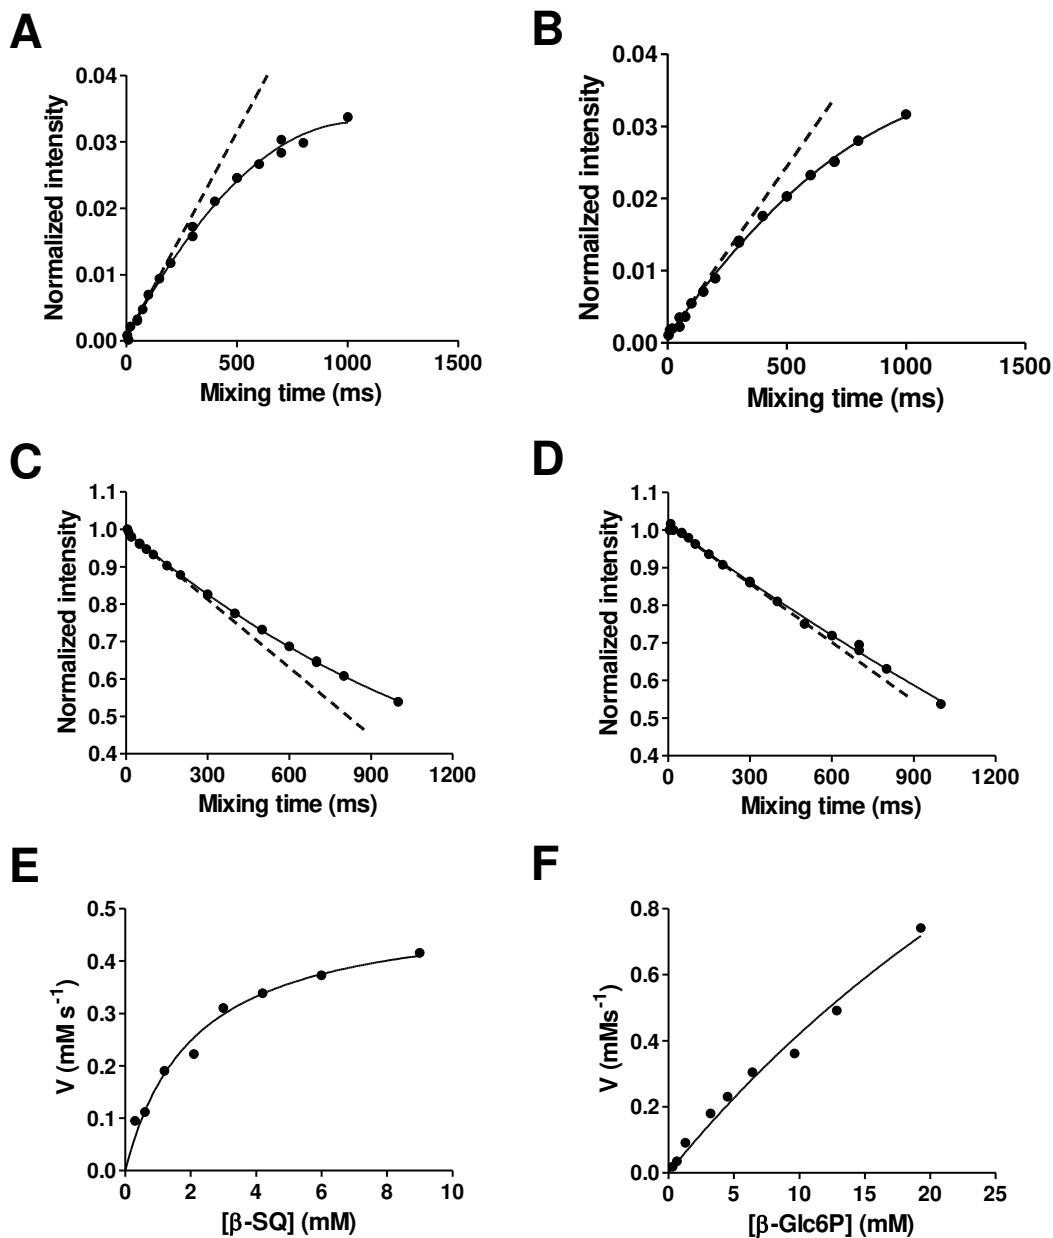 A
Normalized intensity
0.04
0.03
0.02
0.01
0.00
0 500 1000 1500
Mixing time (ms)
B
Normailzed intensity
0.04
0.03
0.02
0.01
0.00
0 500 1000 1500
Mixing time (ms)
C
Normalized intensity
1.1
1.0
0.9
0.8
0.7
0.6
0.5
0.4
0 300 600 900 1200
Mixing time (ms)
D
Normalized intensity
1.1
1.0
0.9
0.8
0.7
0.6
0.5
0.4
0 300 600 900 1200
Mixing time (ms)
E
V (mM s⁻¹)
0.5
0.4
0.3
0.2
0.1
0.0
0 2 4 6 8 10
[β-SQ] (mM)
F
V (mMs⁻¹)
0.8
0.6
0.4
0.2
0.0
0 5 10 15 20 25
[β-Glc6P] (mM)